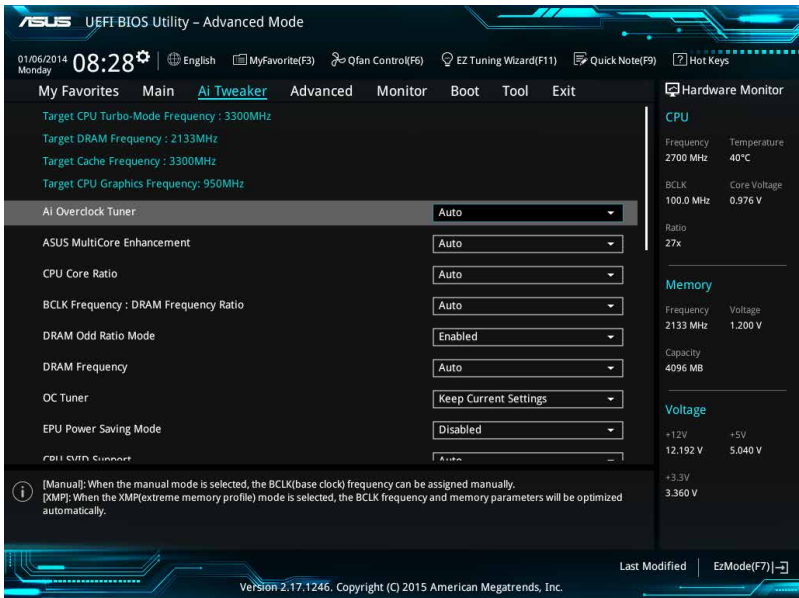 ASUS UEFI BIOS Utility – Advanced Mode
01/06/2014 Monday 08:28 English MyFavorite(F3) Qfan Control(F6) EZ Tuning Wizard(F11) Quick Note(F9) ? Hot Keys
My Favorites Main Ai Tweaker Advanced Monitor Boot Tool Exit
Target CPU Turbo-Mode Frequency : 3300MHz
Target DRAM Frequency : 2133MHz
Target Cache Frequency : 3300MHz
Target CPU Graphics Frequency: 950MHz
Ai Overclock Tuner Auto
ASUS MultiCore Enhancement Auto
CPU Core Ratio Auto
BCLK Frequency : DRAM Frequency Ratio Auto
DRAM Odd Ratio Mode Enabled
DRAM Frequency Auto
OC Tuner Keep Current Settings
EPU Power Saving Mode Disabled
CPU SVID Support Auto
[Manual]: When the manual mode is selected, the BCLK(base clock) frequency can be assigned manually.
[XMP]: When the XMP(extreme memory profile) mode is selected, the BCLK frequency and memory parameters will be optimized
automatically.
Hardware Monitor
CPU
Frequency Temperature
2700 MHz 40°C
BCLK Core Voltage
100.0 MHz 0.976 V
Ratio
27x
Memory
Frequency Voltage
2133 MHz 1.200 V
Capacity
4096 MB
Voltage
+12V +5V
12.192 V 5.040 V
+3.3V
3.360 V
Last Modified EzMode(F7)
Version 2.17.1246. Copyright (C) 2015 American Megatrends, Inc.